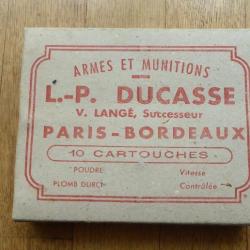 ARMES ET MUNITIONS
L.-P. DUCASSE
V. LANGÉ, Successeur
PARIS-BORDEAUX
10 CARTOUCHES
POUDRE Vitesse
PLOMB DURCI Contrôlée